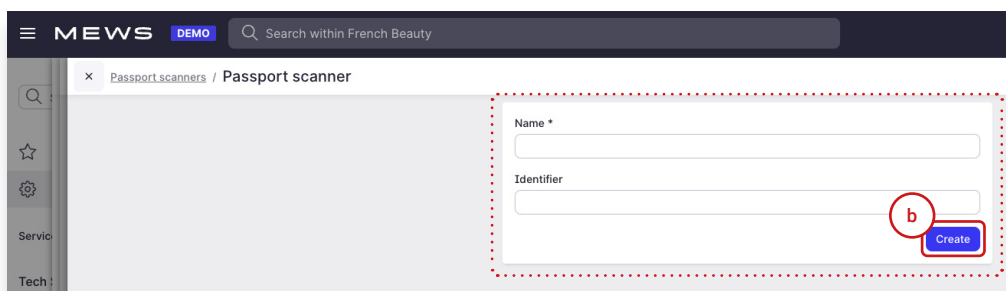 MEWS DEMO Search within French Beauty
× Passport scanners / Passport scanner
Name *
Identifier
b
Servic
Create
Tech